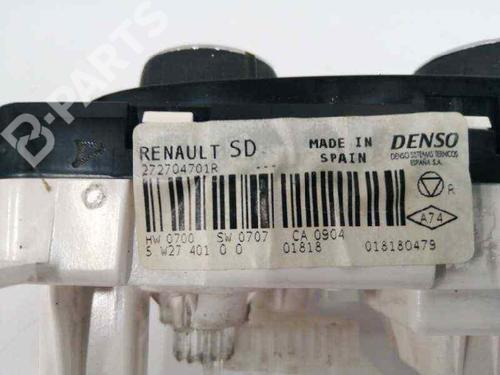 B-PARTS
RENAULT SD
272704701R ---
MADE IN
SPAIN
DENSO
DENSO SISTEMAS TERMICOS
ESPAÑA S.A.
R
A74
HW 0700 SW 0707 CA 0904
S W27 401 0 0 01818 018180479